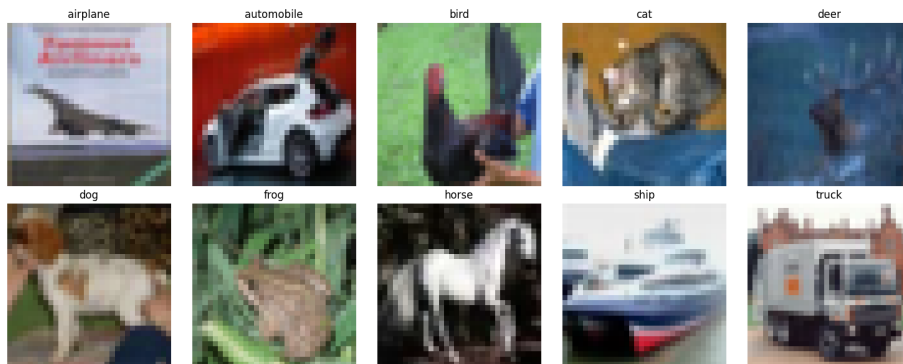 airplane
automobile
bird
cat
deer
dog
frog
horse
ship
truck